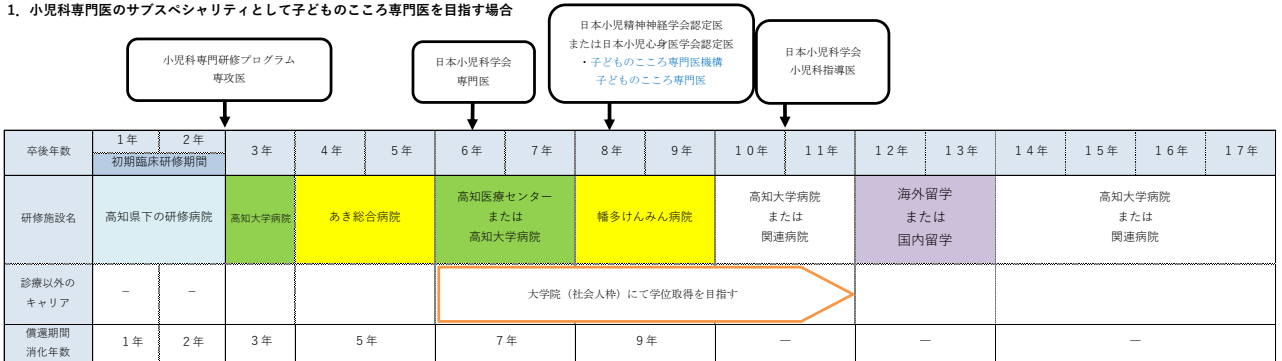 1．小児科専門医のサブスペシャリティとして子どものこころ専門医を目指す場合
小児科専門研修プログラム
専攻医
日本小児科学会
専門医
日本小児精神神経学会認定医
または日本小児心身医学会認定医
・子どものこころ専門医機構
子どものこころ専門医
日本小児科学会
小児科指導医
卒後年数
1年
2年
初期臨床研修期間
3年
4年
5年
6年
7年
8年
9年
10年
11年
12年
13年
14年
15年
16年
17年
研修施設名
高知県下の研修病院
高知大学病院
あき総合病院
高知医療センター
または
高知大学病院
幡多けんみん病院
高知大学病院
または
関連病院
海外留学
または
国内留学
高知大学病院
または
関連病院
診療以外の
キャリア
－
－
大学院（社会人枠）にて学位取得を目指す
償還期間
消化年数
1年
2年
3年
5年
7年
9年
―
―
―